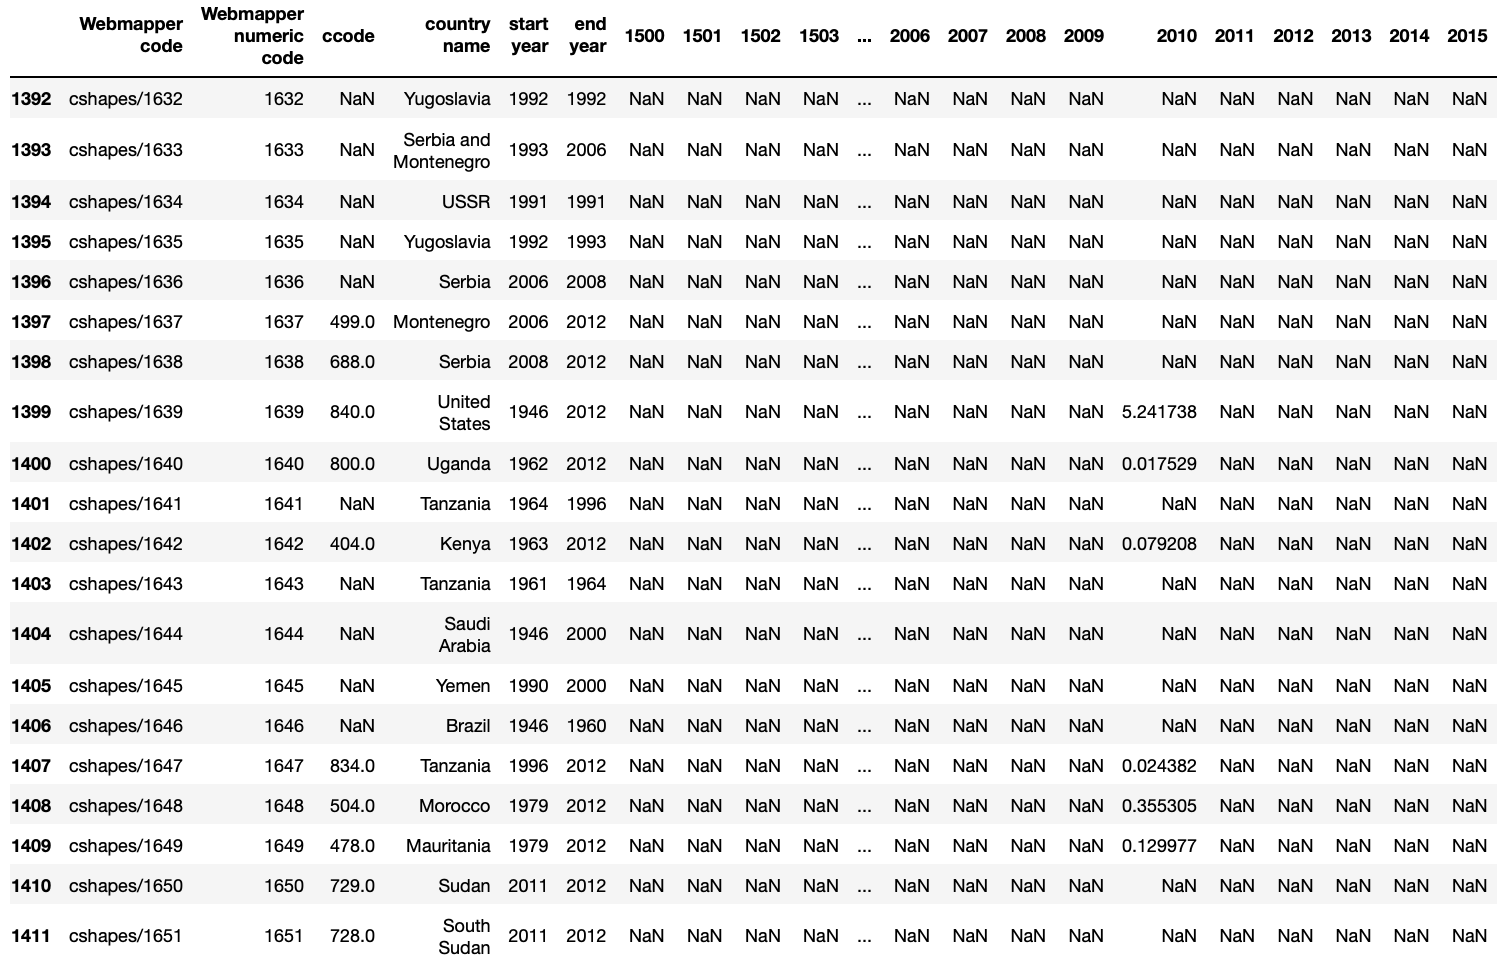 Webmapper code Webmapper numeric code ccode country name start year end year 1500 1501 1502 1503 ... 2006 2007 2008 2009 2010 2011 2012 2013 2014 2015
1392 cshapes/1632 1632 NaN Yugoslavia 1992 1992 NaN NaN NaN NaN ... NaN NaN NaN NaN NaN NaN NaN NaN NaN NaN
1393 cshapes/1633 1633 NaN Serbia and Montenegro 1993 2006 NaN NaN NaN NaN ... NaN NaN NaN NaN NaN NaN NaN NaN NaN NaN
1394 cshapes/1634 1634 NaN USSR 1991 1991 NaN NaN NaN NaN ... NaN NaN NaN NaN NaN NaN NaN NaN NaN NaN
1395 cshapes/1635 1635 NaN Yugoslavia 1992 1993 NaN NaN NaN NaN ... NaN NaN NaN NaN NaN NaN NaN NaN NaN NaN
1396 cshapes/1636 1636 NaN Serbia 2006 2008 NaN NaN NaN NaN ... NaN NaN NaN NaN NaN NaN NaN NaN NaN NaN
1397 cshapes/1637 1637 499.0 Montenegro 2006 2012 NaN NaN NaN NaN ... NaN NaN NaN NaN NaN NaN NaN NaN NaN NaN
1398 cshapes/1638 1638 688.0 Serbia 2008 2012 NaN NaN NaN NaN ... NaN NaN NaN NaN NaN NaN NaN NaN NaN NaN
1399 cshapes/1639 1639 840.0 United States 1946 2012 NaN NaN NaN NaN ... NaN NaN NaN NaN 5.241738 NaN NaN NaN NaN NaN
1400 cshapes/1640 1640 800.0 Uganda 1962 2012 NaN NaN NaN NaN ... NaN NaN NaN NaN 0.017529 NaN NaN NaN NaN NaN
1401 cshapes/1641 1641 NaN Tanzania 1964 1996 NaN NaN NaN NaN ... NaN NaN NaN NaN NaN NaN NaN NaN NaN NaN
1402 cshapes/1642 1642 404.0 Kenya 1963 2012 NaN NaN NaN NaN ... NaN NaN NaN NaN 0.079208 NaN NaN NaN NaN NaN
1403 cshapes/1643 1643 NaN Tanzania 1961 1964 NaN NaN NaN NaN ... NaN NaN NaN NaN NaN NaN NaN NaN NaN NaN
1404 cshapes/1644 1644 NaN Saudi Arabia 1946 2000 NaN NaN NaN NaN ... NaN NaN NaN NaN NaN NaN NaN NaN NaN NaN
1405 cshapes/1645 1645 NaN Yemen 1990 2000 NaN NaN NaN NaN ... NaN NaN NaN NaN NaN NaN NaN NaN NaN NaN
1406 cshapes/1646 1646 NaN Brazil 1946 1960 NaN NaN NaN NaN ... NaN NaN NaN NaN NaN NaN NaN NaN NaN NaN
1407 cshapes/1647 1647 834.0 Tanzania 1996 2012 NaN NaN NaN NaN ... NaN NaN NaN NaN 0.024382 NaN NaN NaN NaN NaN
1408 cshapes/1648 1648 504.0 Morocco 1979 2012 NaN NaN NaN NaN ... NaN NaN NaN NaN 0.355305 NaN NaN NaN NaN NaN
1409 cshapes/1649 1649 478.0 Mauritania 1979 2012 NaN NaN NaN NaN ... NaN NaN NaN NaN 0.129977 NaN NaN NaN NaN NaN
1410 cshapes/1650 1650 729.0 Sudan 2011 2012 NaN NaN NaN NaN ... NaN NaN NaN NaN NaN NaN NaN NaN NaN NaN
1411 cshapes/1651 1651 728.0 South Sudan 2011 2012 NaN NaN NaN NaN ... NaN NaN NaN NaN NaN NaN NaN NaN NaN NaN